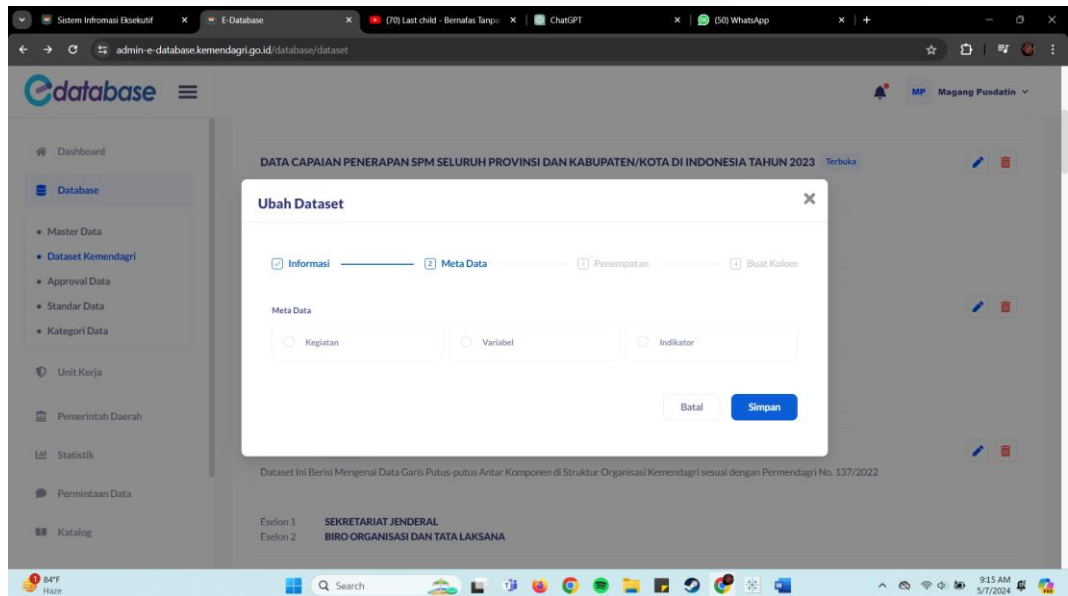 Sistem Infromasi Eksekutif
E-Database
(70) Last child - Bernafas Tanpa
ChatGPT
(50) WhatsApp
admin-e-database.kemendagri.go.id/database/dataset
edatabase
MP Magang Pusdatin
Dashboard
Database
Master Data
Dataset Kemendagri
Approval Data
Standar Data
Kategori Data
Unit Kerja
Pemerintah Daerah
Statistik
Permintaan Data
Katalog
DATA CAPAIAN PENERAPAN SPM SELURUH PROVINSI DAN KABUPATEN/KOTA DI INDONESIA TAHUN 2023 Terbuka
Ubah Dataset
Informasi
2 Meta Data
3 Penempatan
4 Buat Kolom
Meta Data
Kegiatan
Variabel
Indikator
Batal
Simpan
Dataset Ini Berisi Mengenai Data Garis Putus-putus Antar Komponen di Struktur Organisasi Kemendagri sesuai dengan Permendagri No. 137/2022
Eselon 1 SEKRETARIAT JENDERAL
Eselon 2 BIRO ORGANISASI DAN TATA LAKSANA
1
84°F
Haze
Search
9:15 AM
5/7/2024